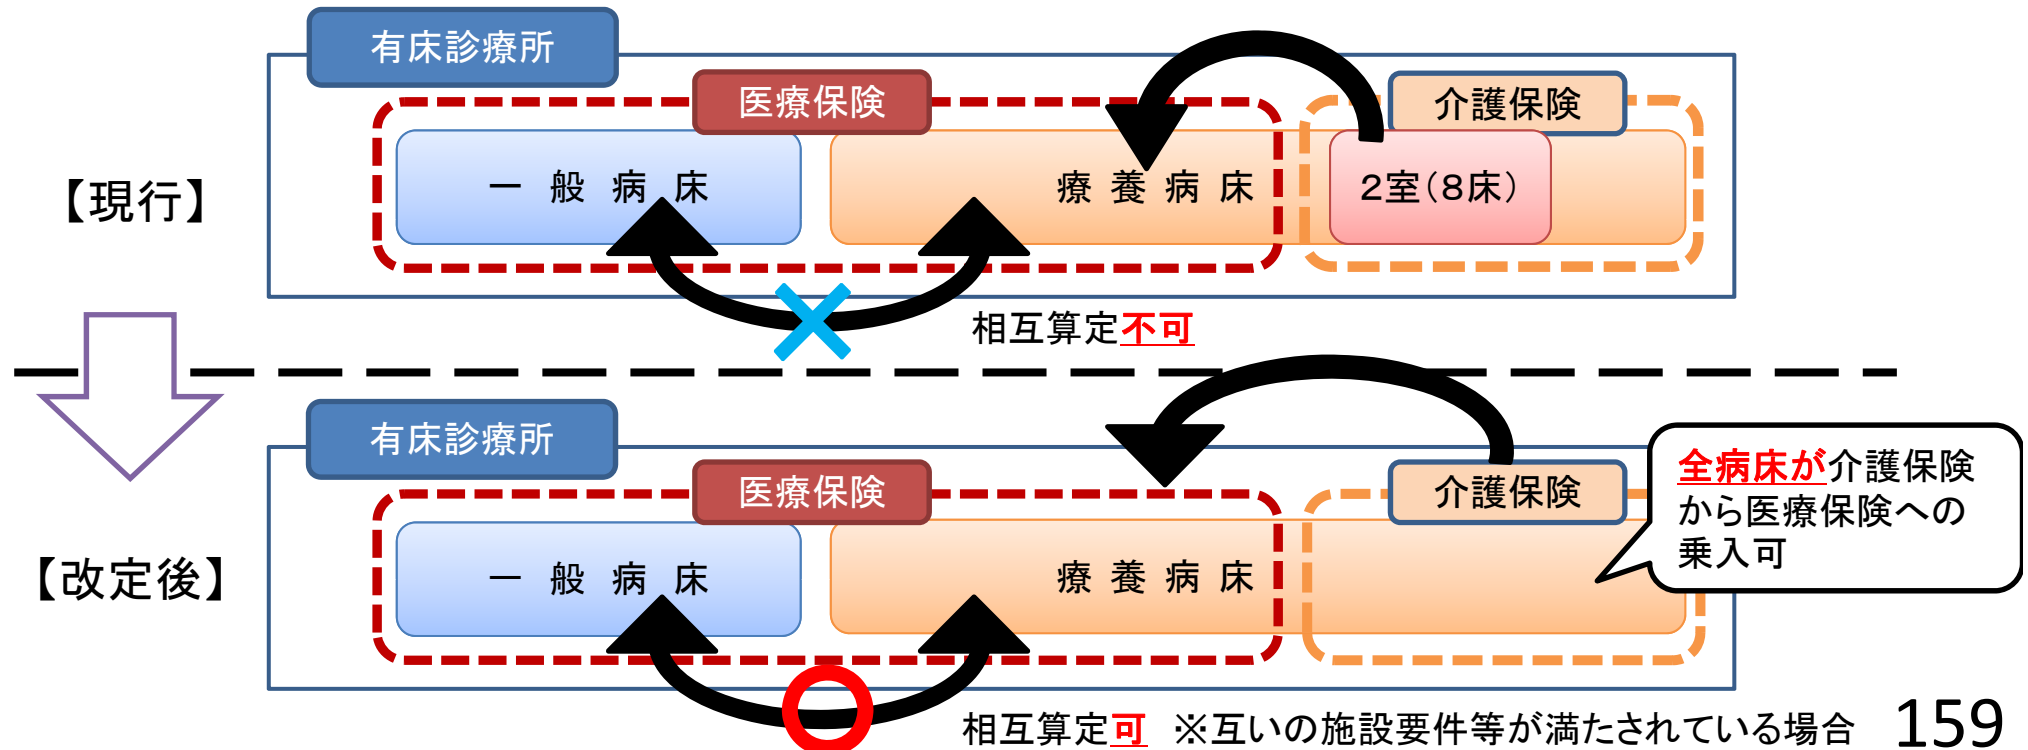 有床診療所
医療保険
介護保険
【現行】
一般病床
療養病床
２室（８床）
相互算定不可
有床診療所
医療保険
介護保険
全病床が介護保険
から医療保険への
乗入可
【改定後】
一般病床
療養病床
相互算定可 ※互いの施設要件等が満たされている場合
159